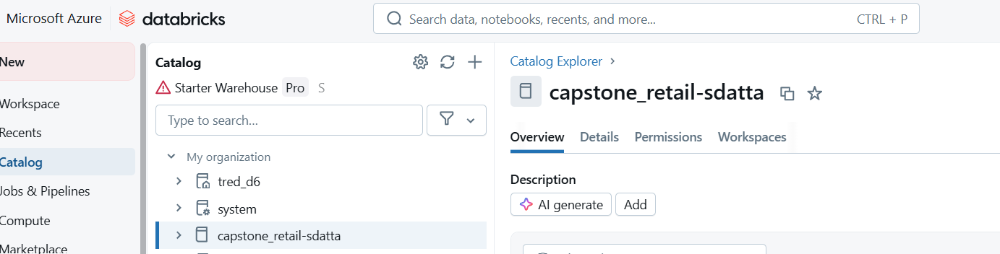 Microsoft Azure
databricks
Search data, notebooks, recents, and more...
CTRL + P
New
Workspace
Recents
Catalog
Jobs & Pipelines
Compute
Marketplace
Catalog
Starter Warehouse Pro S
Type to search...
My organization
tred_d6
system
capstone_retail-sdatta
Catalog Explorer
capstone_retail-sdatta
Overview Details Permissions Workspaces
Description
AI generate Add